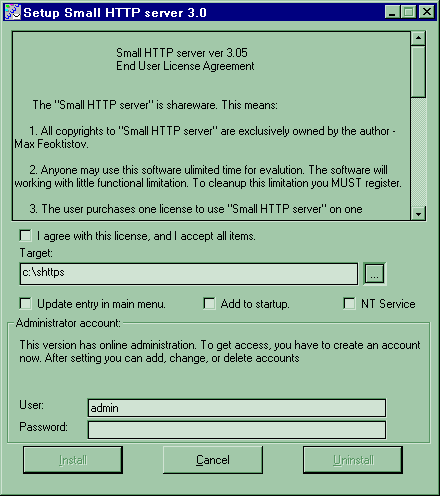 Setup Small HTTP server 3.0
Small HTTP server ver 3.05
End User License Agreement
The "Small HTTP server" is shareware. This means:
1. All copyrights to "Small HTTP server" are exclusively owned by the author -
Max Feoktistov.
2. Anyone may use this software ulimited time for evalution. The software will
working with little functional limitation. To cleanup this limitation you MUST register.
3. The user purchases one license to use "Small HTTP server" on one
I agree with this license, and I accept all items.
Target:
c:\shttps
...
Update entry in main menu. Add to startup. NT Service
Administrator account:
This version has online administration. To get access, you have to create an account
now. After setting you can add, change, or delete accounts
User: admin
Password:
Install Cancel Uninstall